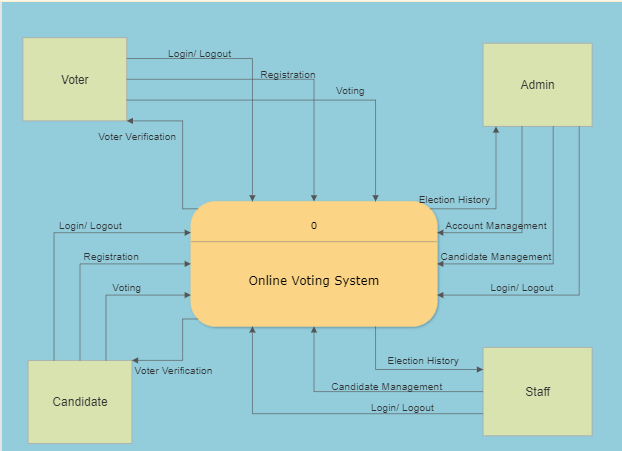 Login/ Logout
Voter
Registration
Admin
Voting
Voter Verification
Election History
Login/ Logout
0
Account Management
Registration
Candidate Management
Online Voting System
Voting
Login/ Logout
Election History
Voter Verification
Candidate Management
Staff
Candidate
Login/ Logout